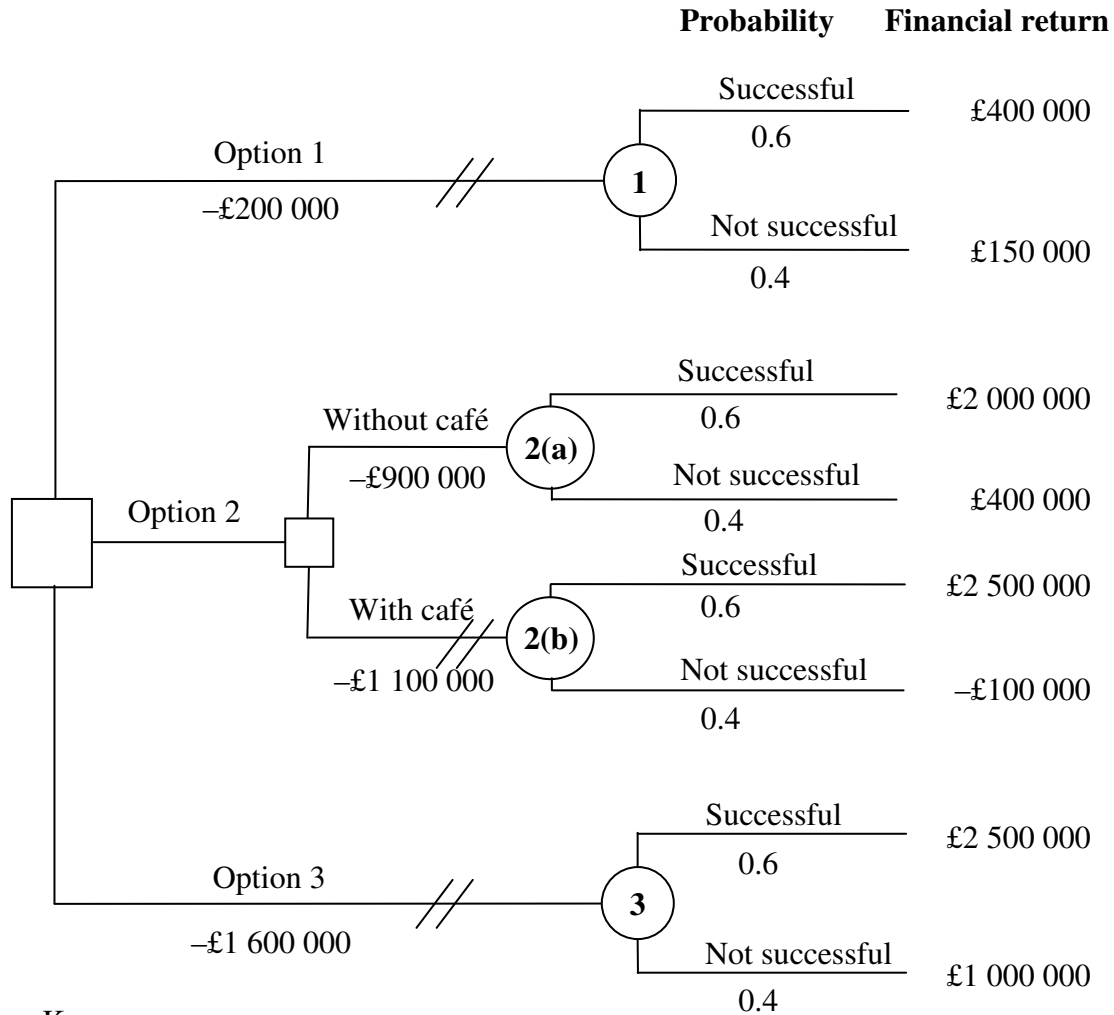 Probability Financial return
Successful
£400 000
0.6
Option 1
1
–£200 000
Not successful
£150 000
0.4
Successful
£2 000 000
0.6
Without café
2(a)
–£900 000
Not successful
£400 000
0.4
Option 2
Successful
£2 500 000
0.6
With café
2(b)
–£1 100 000
Not successful
–£100 000
0.4
Successful
£2 500 000
0.6
Option 3
3
–£1 600 000
Not successful
£1 000 000
0.4